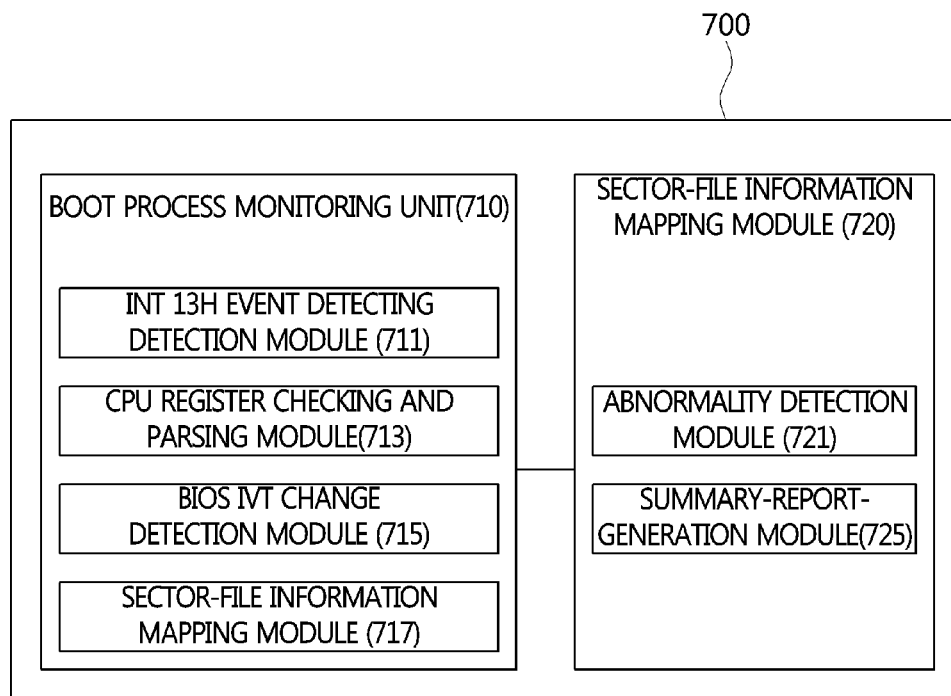 700
BOOT PROCESS MONITORING UNIT(710)
INT 13H EVENT DETECTING
DETECTION MODULE (711)
CPU REGISTER CHECKING AND
PARSING MODULE(713)
BIOS IVT CHANGE
DETECTION MODULE (715)
SECTOR-FILE INFORMATION
MAPPING MODULE (717)
SECTOR-FILE INFORMATION
MAPPING MODULE (720)
ABNORMALITY DETECTION
MODULE (721)
SUMMARY-REPORT-
GENERATION MODULE(725)